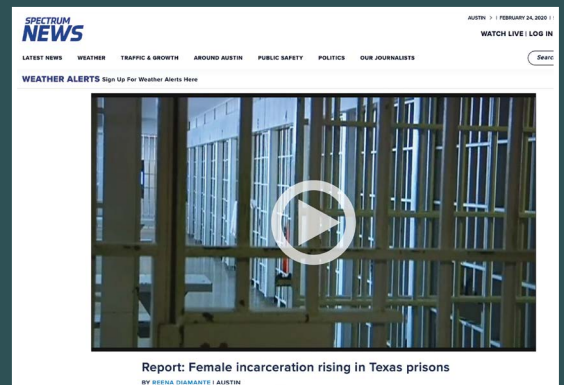 SPECTRUM
NEWS
AUSTIN > | FEBRUARY 24, 2020 |
WATCH LIVE | LOG IN
LATEST NEWS WEATHER TRAFFIC & GROWTH AROUND AUSTIN PUBLIC SAFETY POLITICS OUR JOURNALISTS
Searc
WEATHER ALERTS Sign Up For Weather Alerts Here
Report: Female incarceration rising in Texas prisons
BY REENA DIAMANTE | AUSTIN